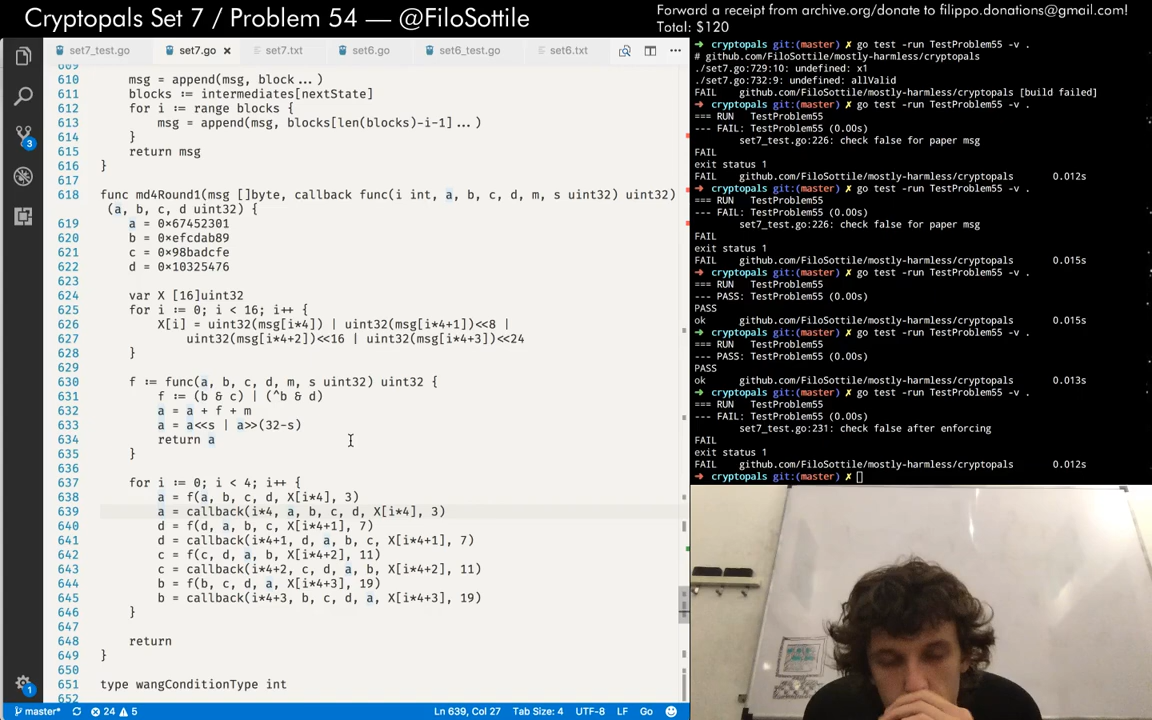 Cryptopals Set 7 / Problem 54 — @FiloSottile
Forward a receipt from archive.org/donate to filippo.donations@gmail.com!
Total: $120
set7_test.go
set7.go
set7.txt
set6.go
set6_test.go
set6.txt
609
610 msg = append(msg, block...)
611 blocks := intermediates[nextState]
612 for i := range blocks {
613 msg = append(msg, blocks[len(blocks)-i-1]...)
614 }
615 return msg
616 }
617
618 func md4Round1(msg []byte, callback func(i int, a, b, c, d, m, s uint32) uint32)
(a, b, c, d uint32) {
619 a = 0x67452301
620 b = 0xefcdab89
621 c = 0x98badcfe
622 d = 0x10325476
623
624 var X [16]uint32
625 for i := 0; i < 16; i++ {
626 X[i] = uint32(msg[i*4]) | uint32(msg[i*4+1])<<8 |
627 uint32(msg[i*4+2])<<16 | uint32(msg[i*4+3])<<24
628 }
629
630 f := func(a, b, c, d, m, s uint32) uint32 {
631 f := (b & c) | (^b & d)
632 a = a + f + m
633 a = a<<s | a>>(32-s)
634 return a
635 }
636
637 for i := 0; i < 4; i++ {
638 a = f(a, b, c, d, X[i*4], 3)
639 a = callback(i*4, a, b, c, d, X[i*4], 3)
640 d = f(d, a, b, c, X[i*4+1], 7)
641 d = callback(i*4+1, d, a, b, c, X[i*4+1], 7)
642 c = f(c, d, a, b, X[i*4+2], 11)
643 c = callback(i*4+2, c, d, a, b, X[i*4+2], 11)
644 b = f(b, c, d, a, X[i*4+3], 19)
645 b = callback(i*4+3, b, c, d, a, X[i*4+3], 19)
646 }
647
648 return
649 }
650
651 type wangConditionType int
652
➜ cryptopals git:(master) ✗ go test -run TestProblem55 -v .
# github.com/FiloSottile/mostly-harmless/cryptopals
./set7.go:729:10: undefined: x1
./set7.go:732:9: undefined: allValid
FAIL github.com/FiloSottile/mostly-harmless/cryptopals [build failed]
➜ cryptopals git:(master) ✗ go test -run TestProblem55 -v .
=== RUN TestProblem55
--- FAIL: TestProblem55 (0.00s)
set7_test.go:226: check false for paper msg
FAIL
exit status 1
FAIL github.com/FiloSottile/mostly-harmless/cryptopals 0.012s
➜ cryptopals git:(master) ✗ go test -run TestProblem55 -v .
=== RUN TestProblem55
--- FAIL: TestProblem55 (0.00s)
set7_test.go:226: check false for paper msg
FAIL
exit status 1
FAIL github.com/FiloSottile/mostly-harmless/cryptopals 0.015s
➜ cryptopals git:(master) ✗ go test -run TestProblem55 -v .
=== RUN TestProblem55
--- PASS: TestProblem55 (0.00s)
PASS
ok github.com/FiloSottile/mostly-harmless/cryptopals 0.015s
➜ cryptopals git:(master) ✗ go test -run TestProblem55 -v .
=== RUN TestProblem55
--- PASS: TestProblem55 (0.00s)
PASS
ok github.com/FiloSottile/mostly-harmless/cryptopals 0.013s
➜ cryptopals git:(master) ✗ go test -run TestProblem55 -v .
=== RUN TestProblem55
--- FAIL: TestProblem55 (0.00s)
set7_test.go:231: check false after enforcing
FAIL
exit status 1
FAIL github.com/FiloSottile/mostly-harmless/cryptopals 0.012s
➜ cryptopals git:(master) ✗
3
1
master*
24 5
Ln 639, Col 27 Tab Size: 4 UTF-8 LF Go